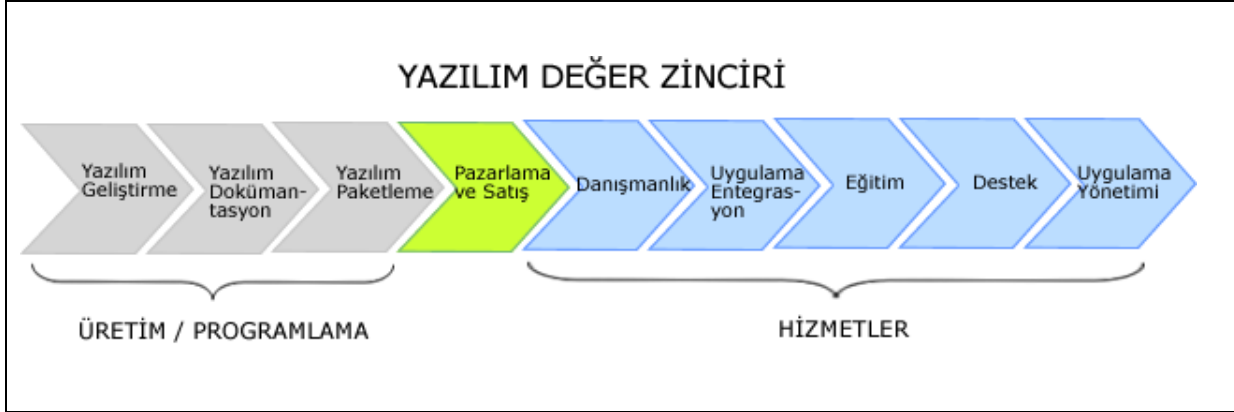 YAZILIM DEĞER ZİNCİRİ
Yazılım
Geliştirme
Yazılım
Doküman-
tasyon
Yazılım
Paketleme
Pazarlama
ve Satış
Danışmanlık
Uygulama
Entegras-
yon
Eğitim
Destek
Uygulama
Yönetimi
ÜRETİM / PROGRAMLAMA
HİZMETLER